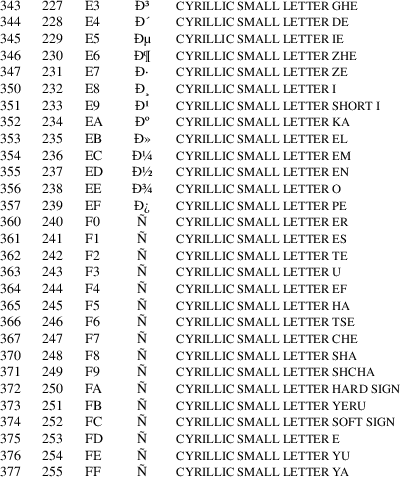 343 227 E3 Ð³ CYRILLIC SMALL LETTER GHE
344 228 E4 Ð´ CYRILLIC SMALL LETTER DE
345 229 E5 Ðµ CYRILLIC SMALL LETTER IE
346 230 E6 Ð¶ CYRILLIC SMALL LETTER ZHE
347 231 E7 Ð· CYRILLIC SMALL LETTER ZE
350 232 E8 Ð¸ CYRILLIC SMALL LETTER I
351 233 E9 Ð¹ CYRILLIC SMALL LETTER SHORT I
352 234 EA Ðº CYRILLIC SMALL LETTER KA
353 235 EB Ð» CYRILLIC SMALL LETTER EL
354 236 EC Ð¼ CYRILLIC SMALL LETTER EM
355 237 ED Ð½ CYRILLIC SMALL LETTER EN
356 238 EE Ð¾ CYRILLIC SMALL LETTER O
357 239 EF Ð¿ CYRILLIC SMALL LETTER PE
360 240 F0 Ñ CYRILLIC SMALL LETTER ER
361 241 F1 Ñ CYRILLIC SMALL LETTER ES
362 242 F2 Ñ CYRILLIC SMALL LETTER TE
363 243 F3 Ñ CYRILLIC SMALL LETTER U
364 244 F4 Ñ CYRILLIC SMALL LETTER EF
365 245 F5 Ñ CYRILLIC SMALL LETTER HA
366 246 F6 Ñ CYRILLIC SMALL LETTER TSE
367 247 F7 Ñ CYRILLIC SMALL LETTER CHE
370 248 F8 Ñ CYRILLIC SMALL LETTER SHA
371 249 F9 Ñ CYRILLIC SMALL LETTER SHCHA
372 250 FA Ñ CYRILLIC SMALL LETTER HARD SIGN
373 251 FB Ñ CYRILLIC SMALL LETTER YERU
374 252 FC Ñ CYRILLIC SMALL LETTER SOFT SIGN
375 253 FD Ñ CYRILLIC SMALL LETTER E
376 254 FE Ñ CYRILLIC SMALL LETTER YU
377 255 FF Ñ CYRILLIC SMALL LETTER YA